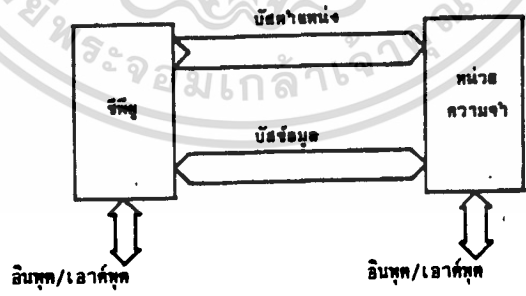 บัสตำแหน่ง
ซีพียู
หน่วย
ความจำ
บัสข้อมูล
อินพุต/เอาต์พุต
อินพุต/เอาต์พุต